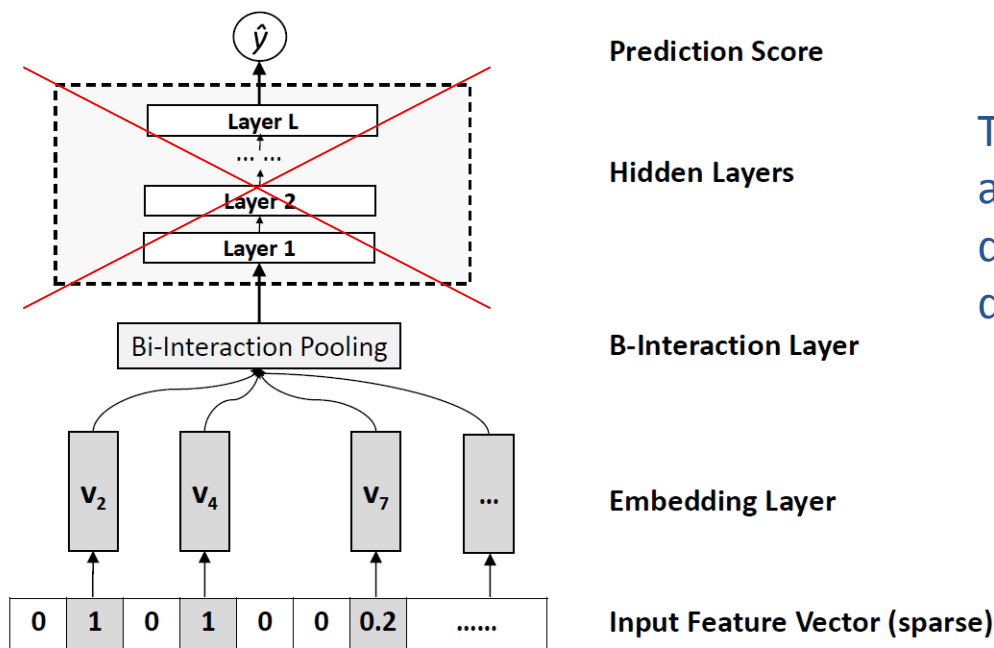 ŷ
Prediction Score
Layer L
... ...
Hidden Layers
Layer 2
Layer 1
Bi-Interaction Pooling
B-Interaction Layer
v2
v4
v7
...
Embedding Layer
0 1 0 1 0 0 0.2 ......
Input Feature Vector (sparse)